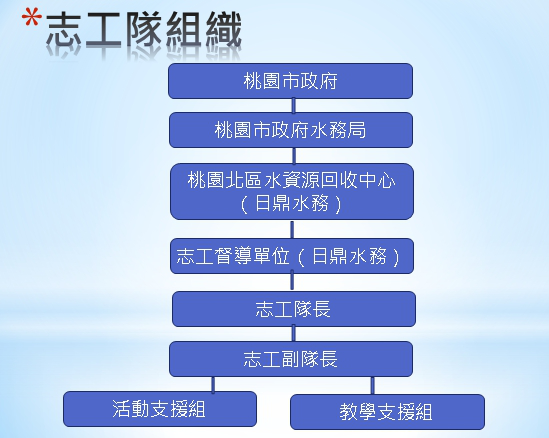 *志工隊組織
桃園市政府
桃園市政府水務局
桃園北區水資源回收中心
（日鼎水務）
志工督導單位（日鼎水務）
志工隊長
志工副隊長
活動支援組
教學支援組